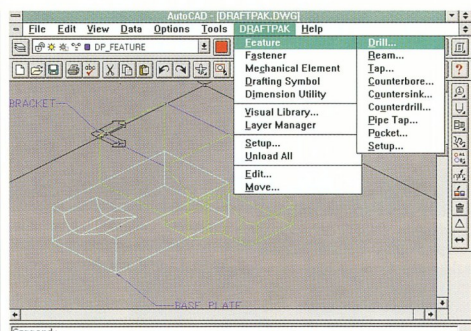 AutoCAD - [DRAFTPAK.DWG]
File Edit View Data Options Tools DRAFTPAK Help
DP_FEATURE
Feature
Fastener
Mechanical Element
Drafting Symbol
Dimension Utility
Visual Library...
Layer Manager
Setup...
Unload All
Edit...
Move...
Drill...
Ream...
Tap...
Counterbore...
Countersink...
Counterdrill...
Pipe Tap...
Pocket...
Setup...
?
BRACKET
BASE PLATE